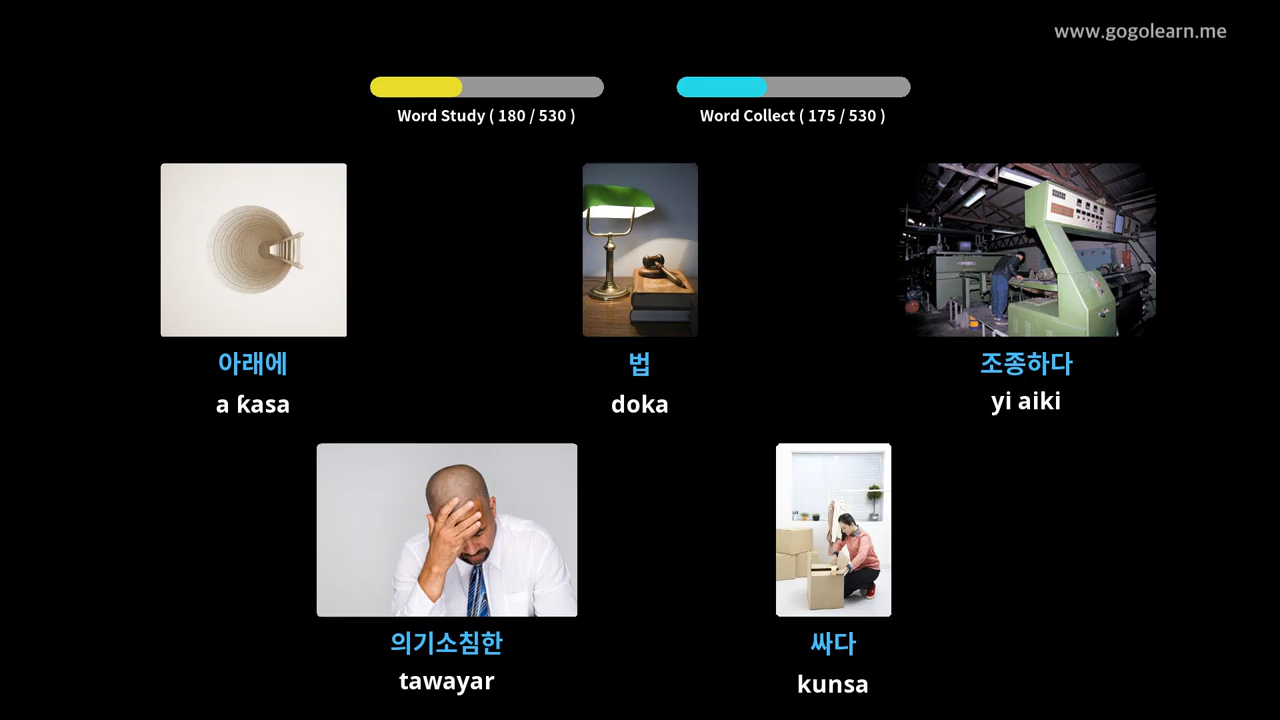 www.gogolearn.me
Word Study ( 180 / 530 )
Word Collect ( 175 / 530 )
아래에
a ƙasa
법
doka
조종하다
yi aiki
의기소침한
tawayar
싸다
kunsa